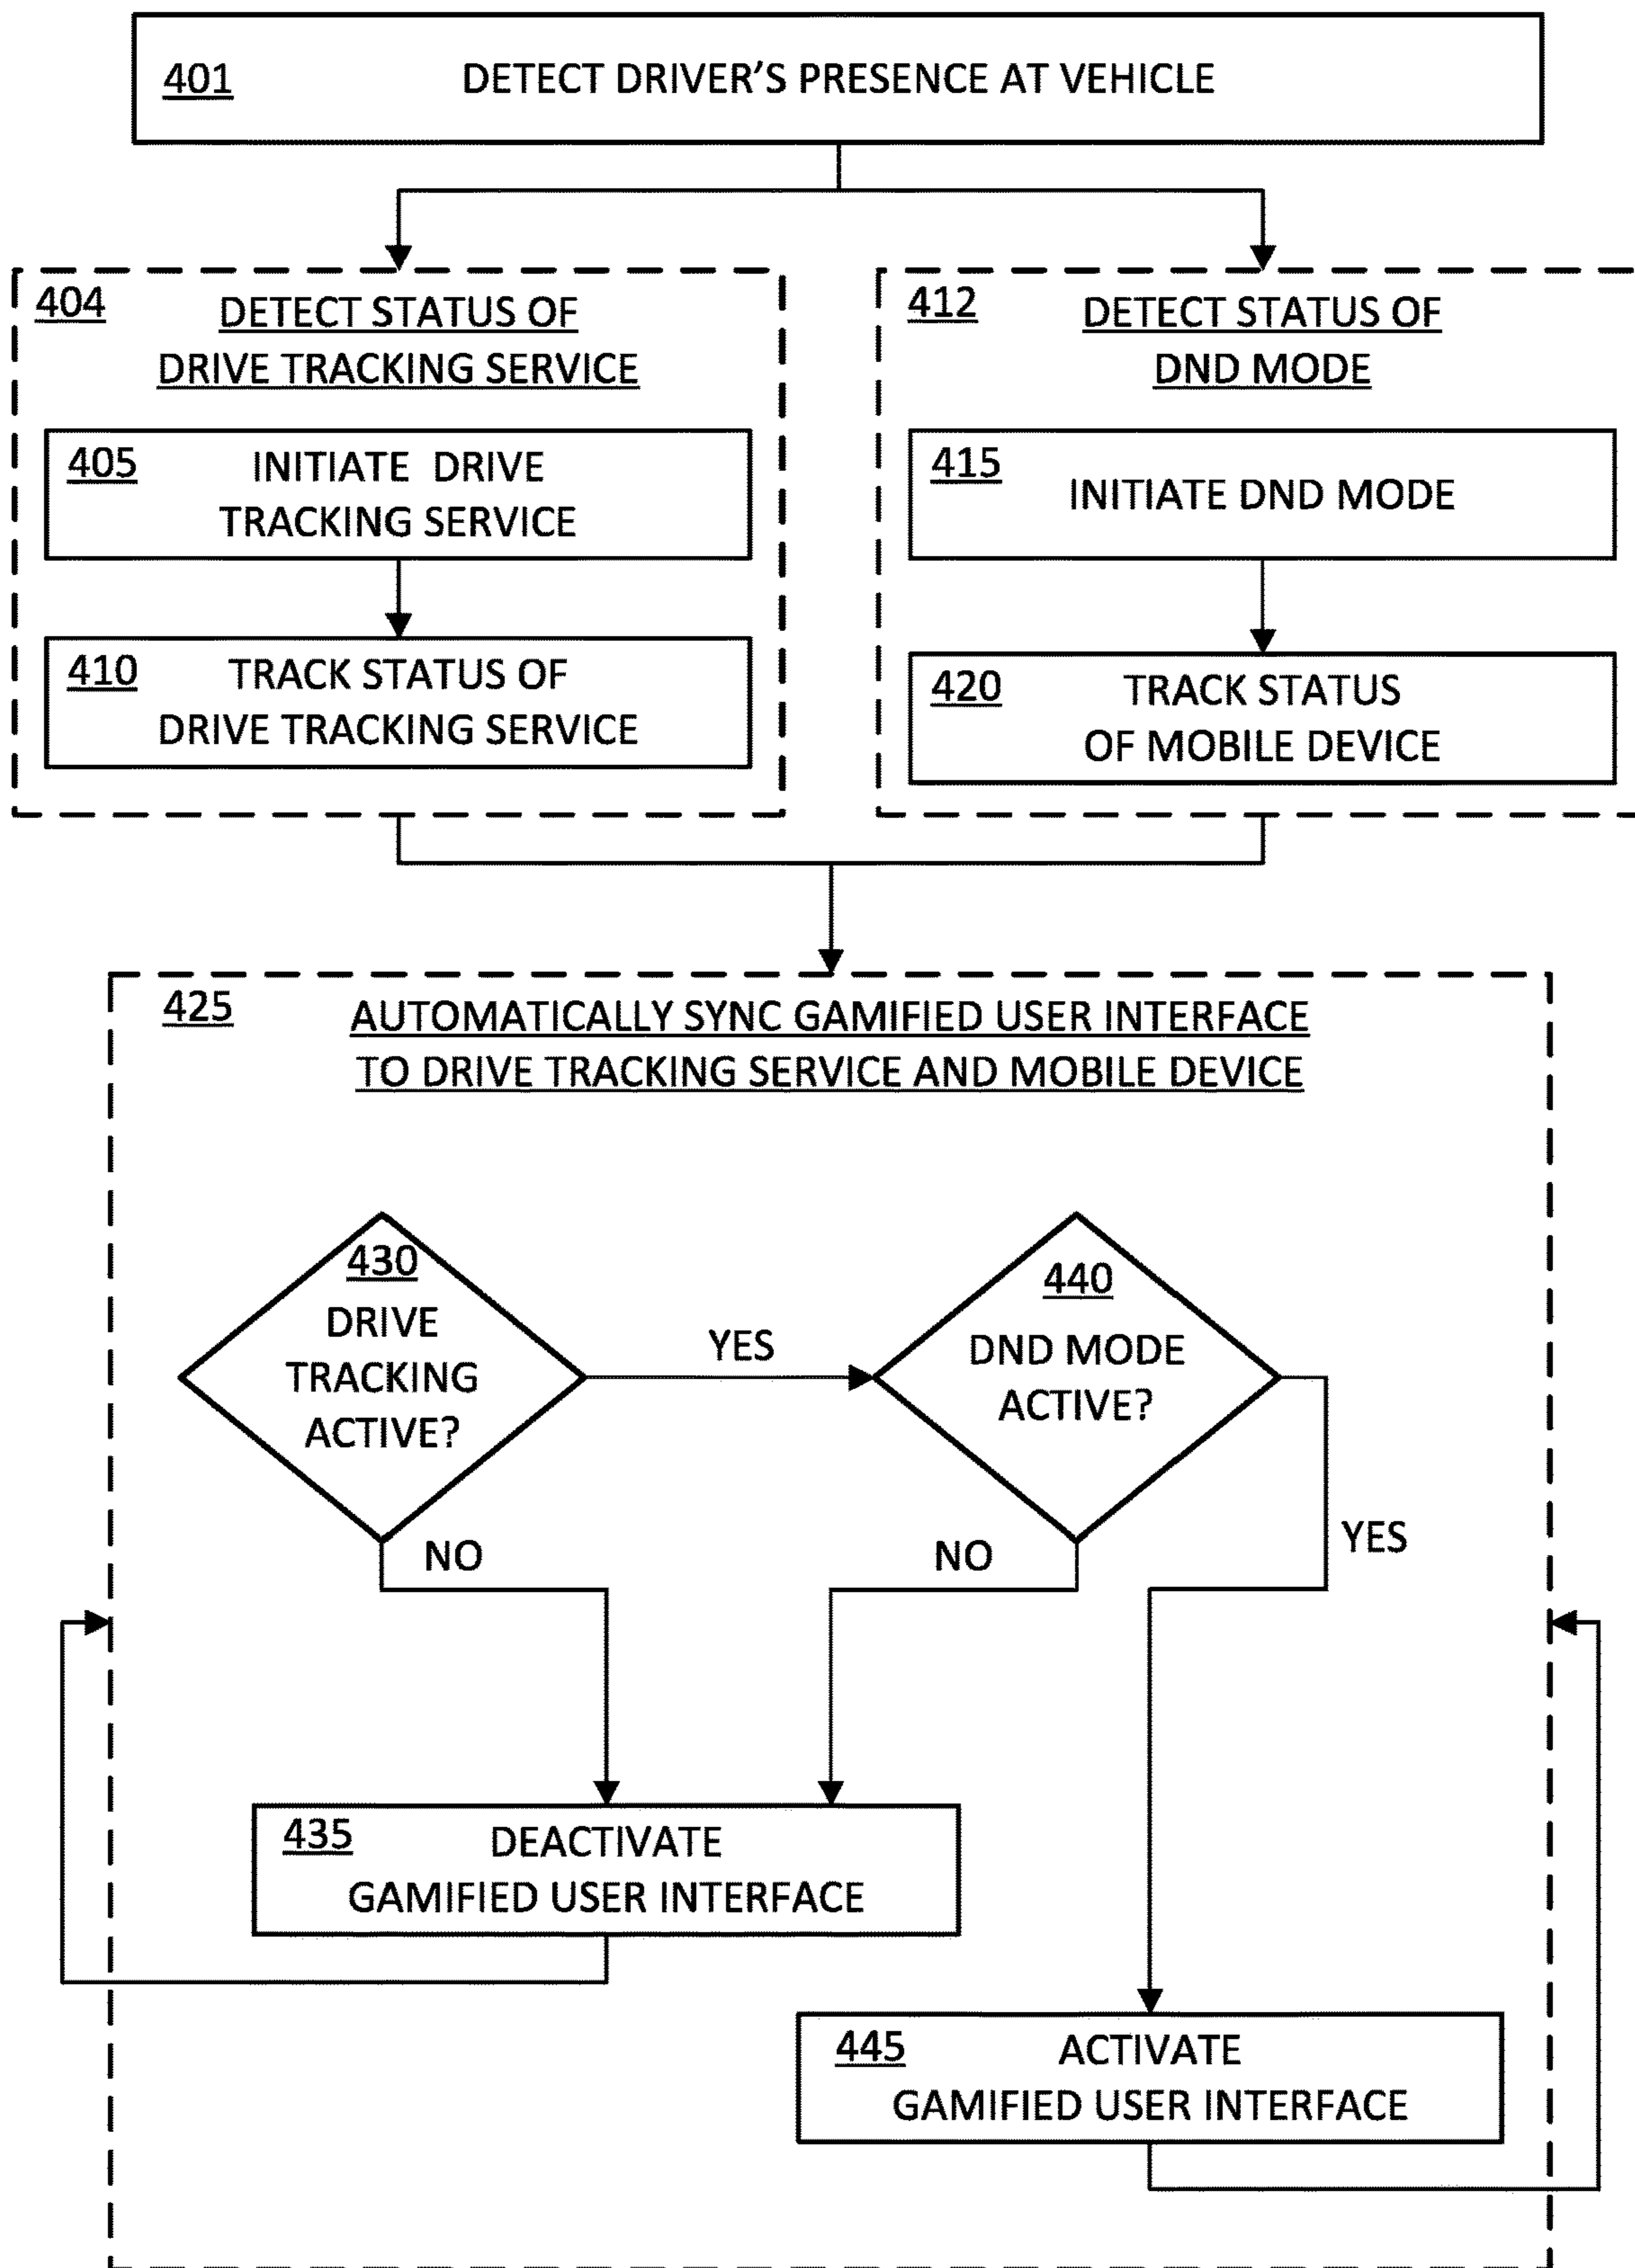 401 DETECT DRIVER'S PRESENCE AT VEHICLE
404 DETECT STATUS OF
DRIVE TRACKING SERVICE
405 INITIATE DRIVE
TRACKING SERVICE
410 TRACK STATUS OF
DRIVE TRACKING SERVICE
412 DETECT STATUS OF
DND MODE
415 INITIATE DND MODE
420 TRACK STATUS
OF MOBILE DEVICE
425 AUTOMATICALLY SYNC GAMIFIED USER INTERFACE
TO DRIVE TRACKING SERVICE AND MOBILE DEVICE
430
DRIVE
TRACKING
ACTIVE?
YES
440
DND MODE
ACTIVE?
NO
NO
YES
435 DEACTIVATE
GAMIFIED USER INTERFACE
445 ACTIVATE
GAMIFIED USER INTERFACE